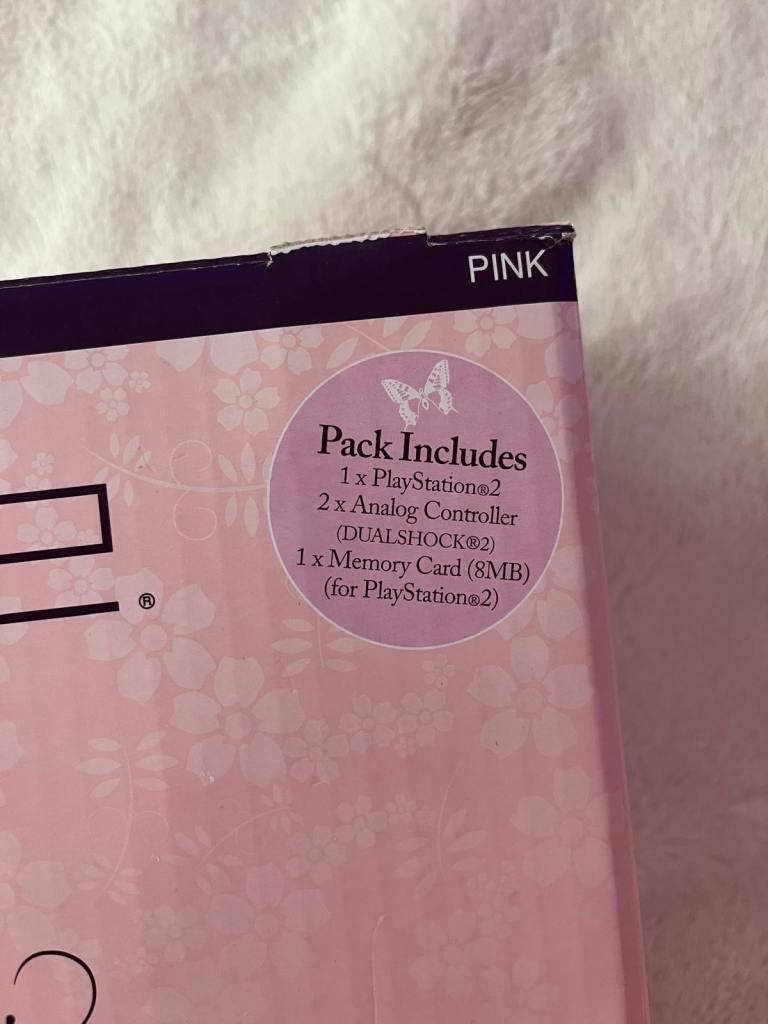 PINK
Pack Includes
1 x PlayStation®2
2 x Analog Controller
(DUALSHOCK®2)
1 x Memory Card (8MB)
(for PlayStation®2)
®